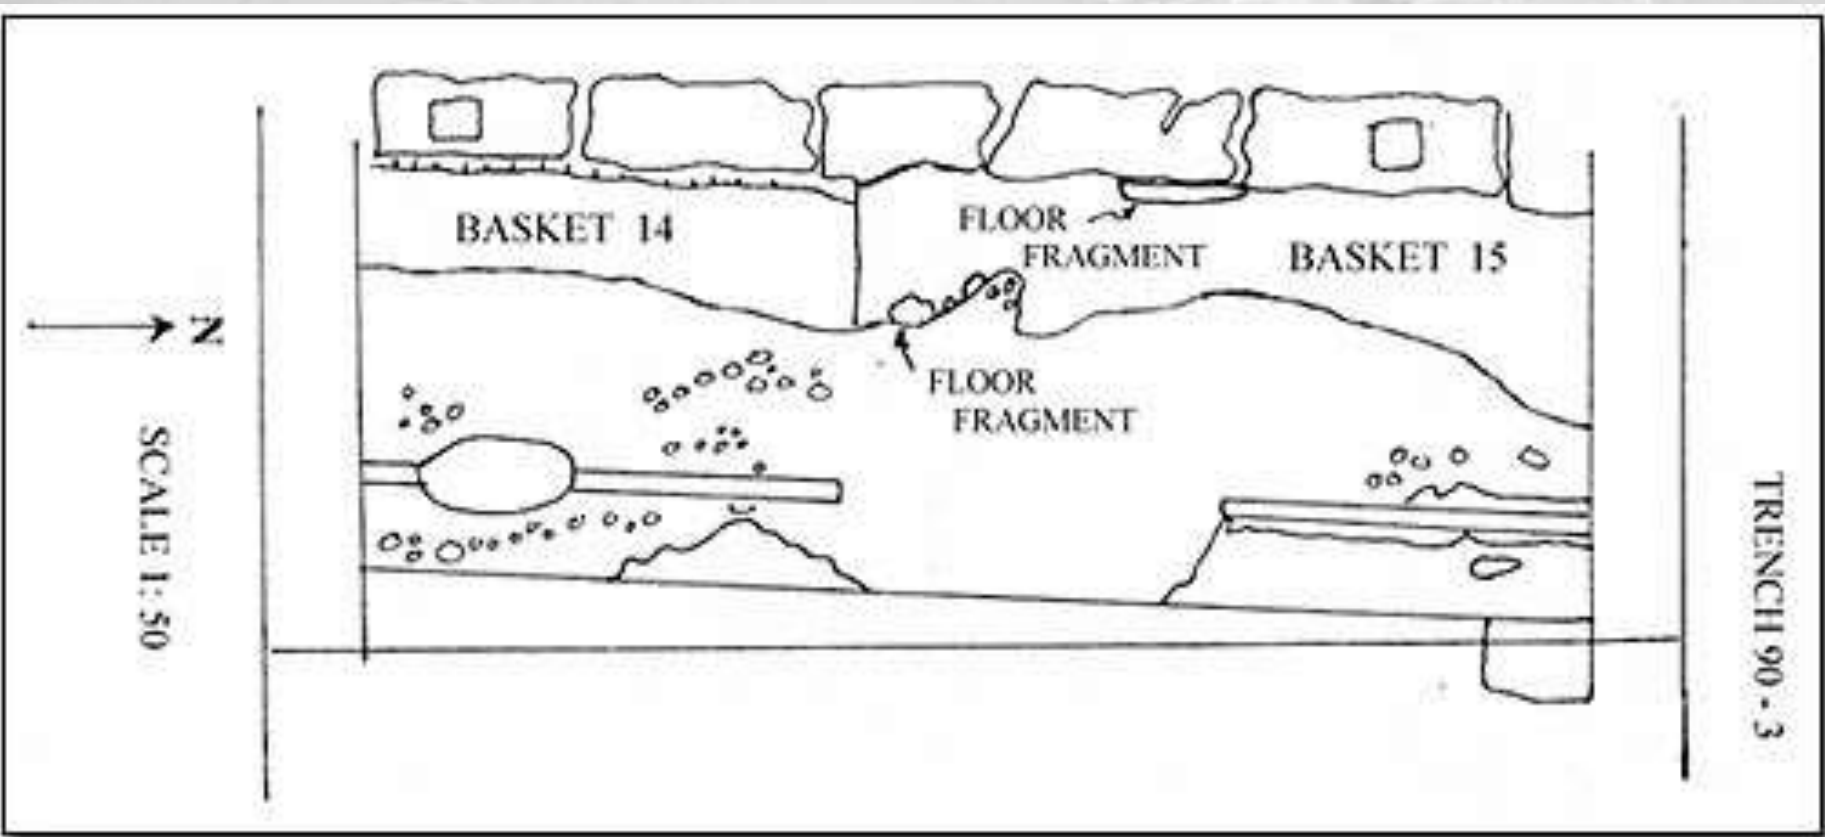 BASKET 14
FLOOR
FRAGMENT
BASKET 15
N
FLOOR
FRAGMENT
SCALE 1:50
TRENCH 90-3